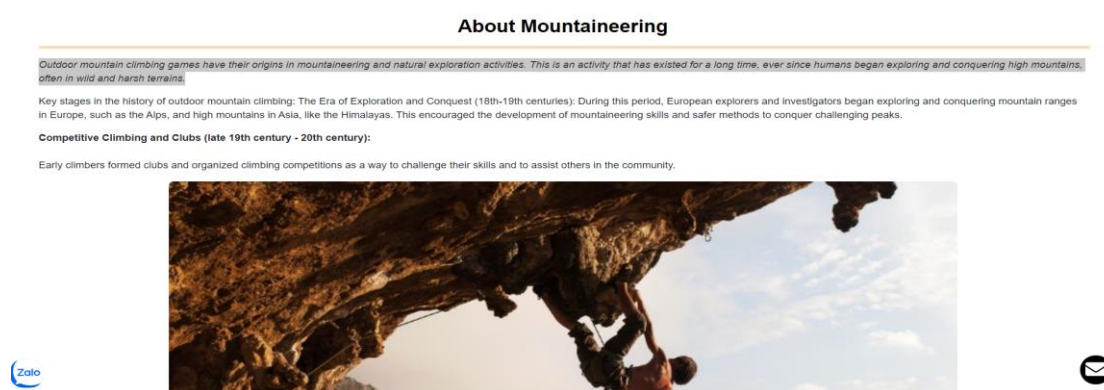 About Mountaineering
Outdoor mountain climbing games have their origins in mountaineering and natural exploration activities. This is an activity that has existed for a long time, ever since humans began exploring and conquering high mountains,
often in wild and harsh terrains.
Key stages in the history of outdoor mountain climbing: The Era of Exploration and Conquest (18th-19th centuries): During this period, European explorers and investigators began exploring and conquering mountain ranges
in Europe, such as the Alps, and high mountains in Asia, like the Himalayas. This encouraged the development of mountaineering skills and safer methods to conquer challenging peaks.
Competitive Climbing and Clubs (late 19th century - 20th century):
Early climbers formed clubs and organized climbing competitions as a way to challenge their skills and to assist others in the community.
Zalo